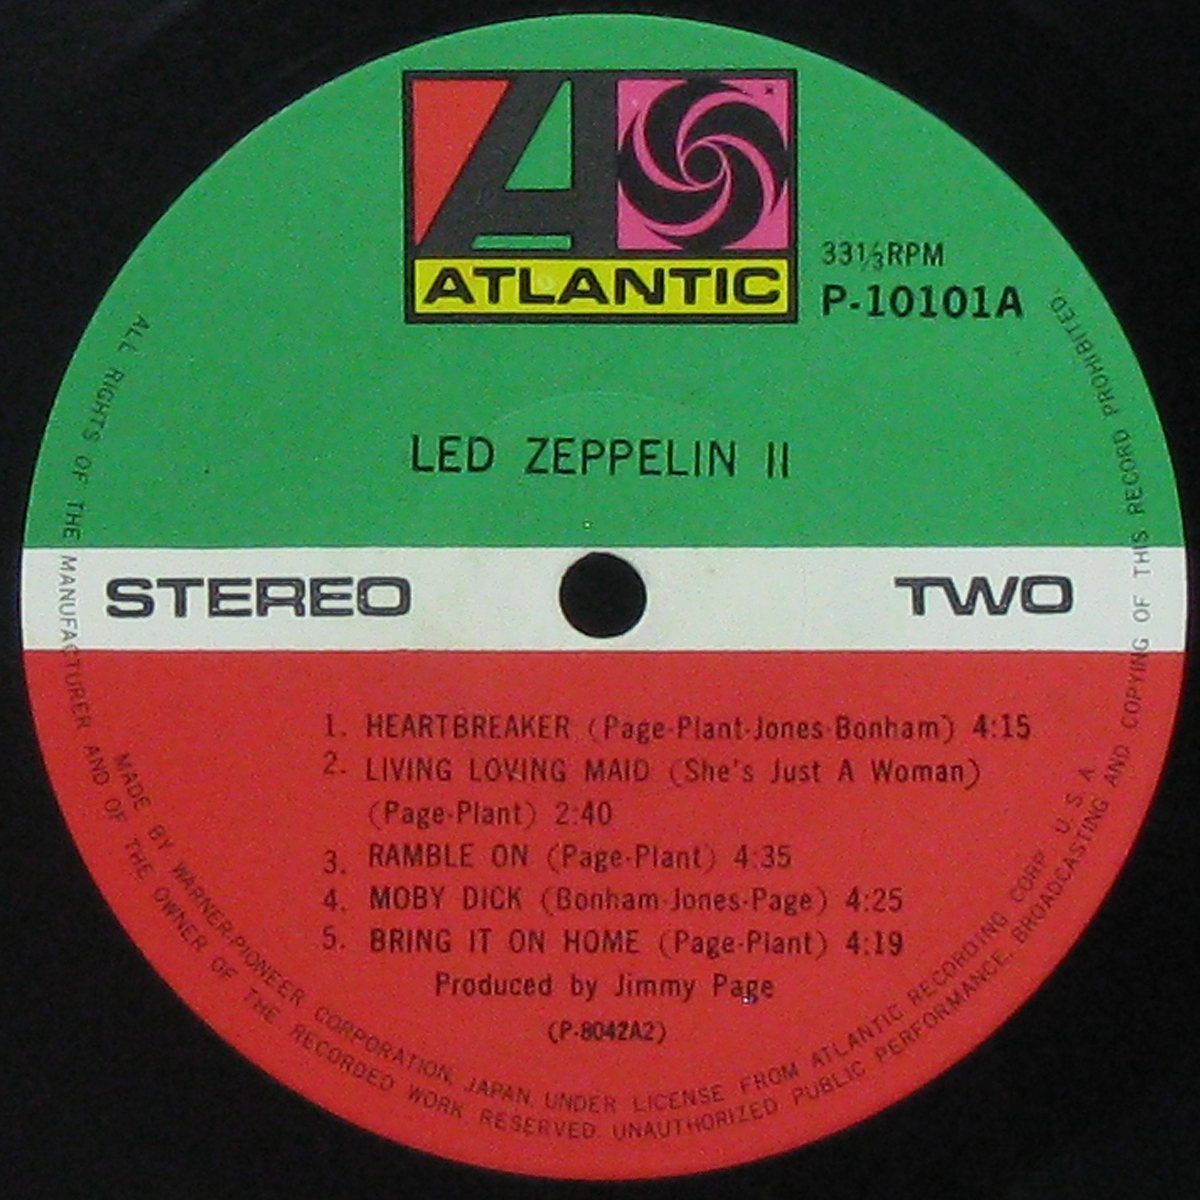 ATLANTIC
33 1/3 RPM
P-10101A
LED ZEPPELIN II
STEREO
TWO
1. HEARTBREAKER (Page-Plant-Jones-Bonham) 4:15
2. LIVING LOVING MAID (She's Just A Woman)
(Page-Plant) 2:40
3. RAMBLE ON (Page-Plant) 4:35
4. MOBY DICK (Bonham-Jones-Page) 4:25
5. BRING IT ON HOME (Page-Plant) 4:19
Produced by Jimmy Page
(P-8042A2)
MADE BY WARNER-PIONEER CORPORATION, JAPAN, UNDER LICENSE FROM ATLANTIC RECORDING CORP. U. S. A
ALL RIGHTS OF THE MANUFACTURER AND OF THE OWNER OF THE RECORDED WORK RESERVED. UNAUTHORIZED PUBLIC PERFORMANCE, BROADCASTING AND COPYING OF THIS RECORD PROHIBITED.